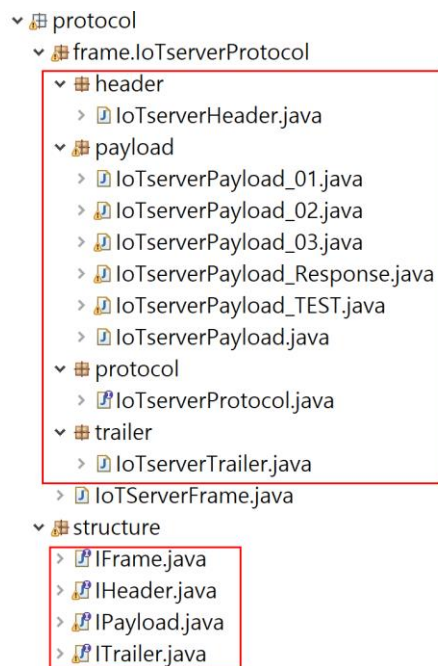 protocol
frame.IoTserverProtocol
header
IoTserverHeader.java
payload
IoTserverPayload_01.java
IoTserverPayload_02.java
IoTserverPayload_03.java
IoTserverPayload_Response.java
IoTserverPayload_TEST.java
IoTserverPayload.java
protocol
IoTserverProtocol.java
trailer
IoTserverTrailer.java
IoTServerFrame.java
structure
IFrame.java
IHeader.java
IPayload.java
ITrailer.java